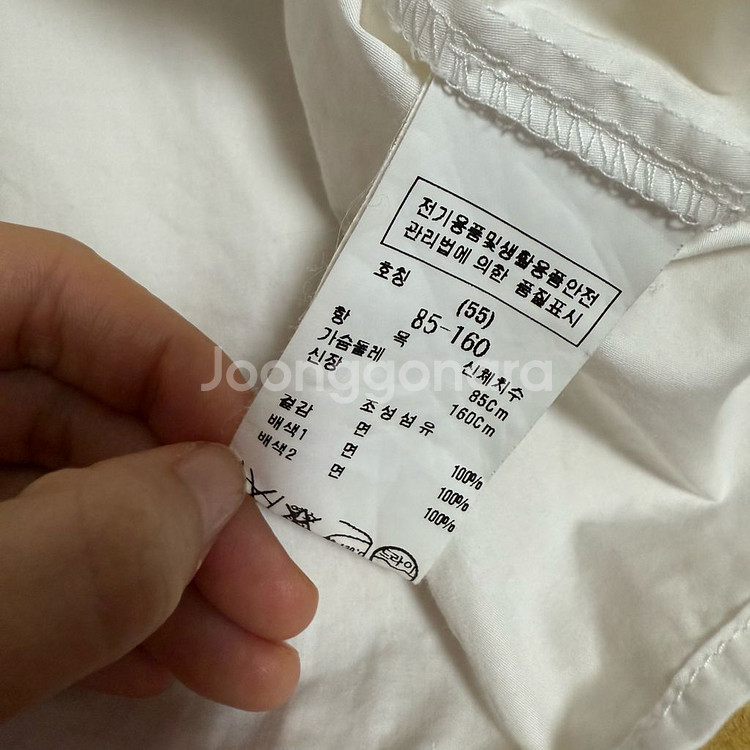 전기용품및생활용품안전
관리법에 의한 품질표시
호칭 (55)
85-160
항 목 신체치수
가슴둘레 85Cm
신장 160Cm
조성섬유
겉감 면 100%
배색1 면 100%
배색2 면 100%
드라이
Joonggonara